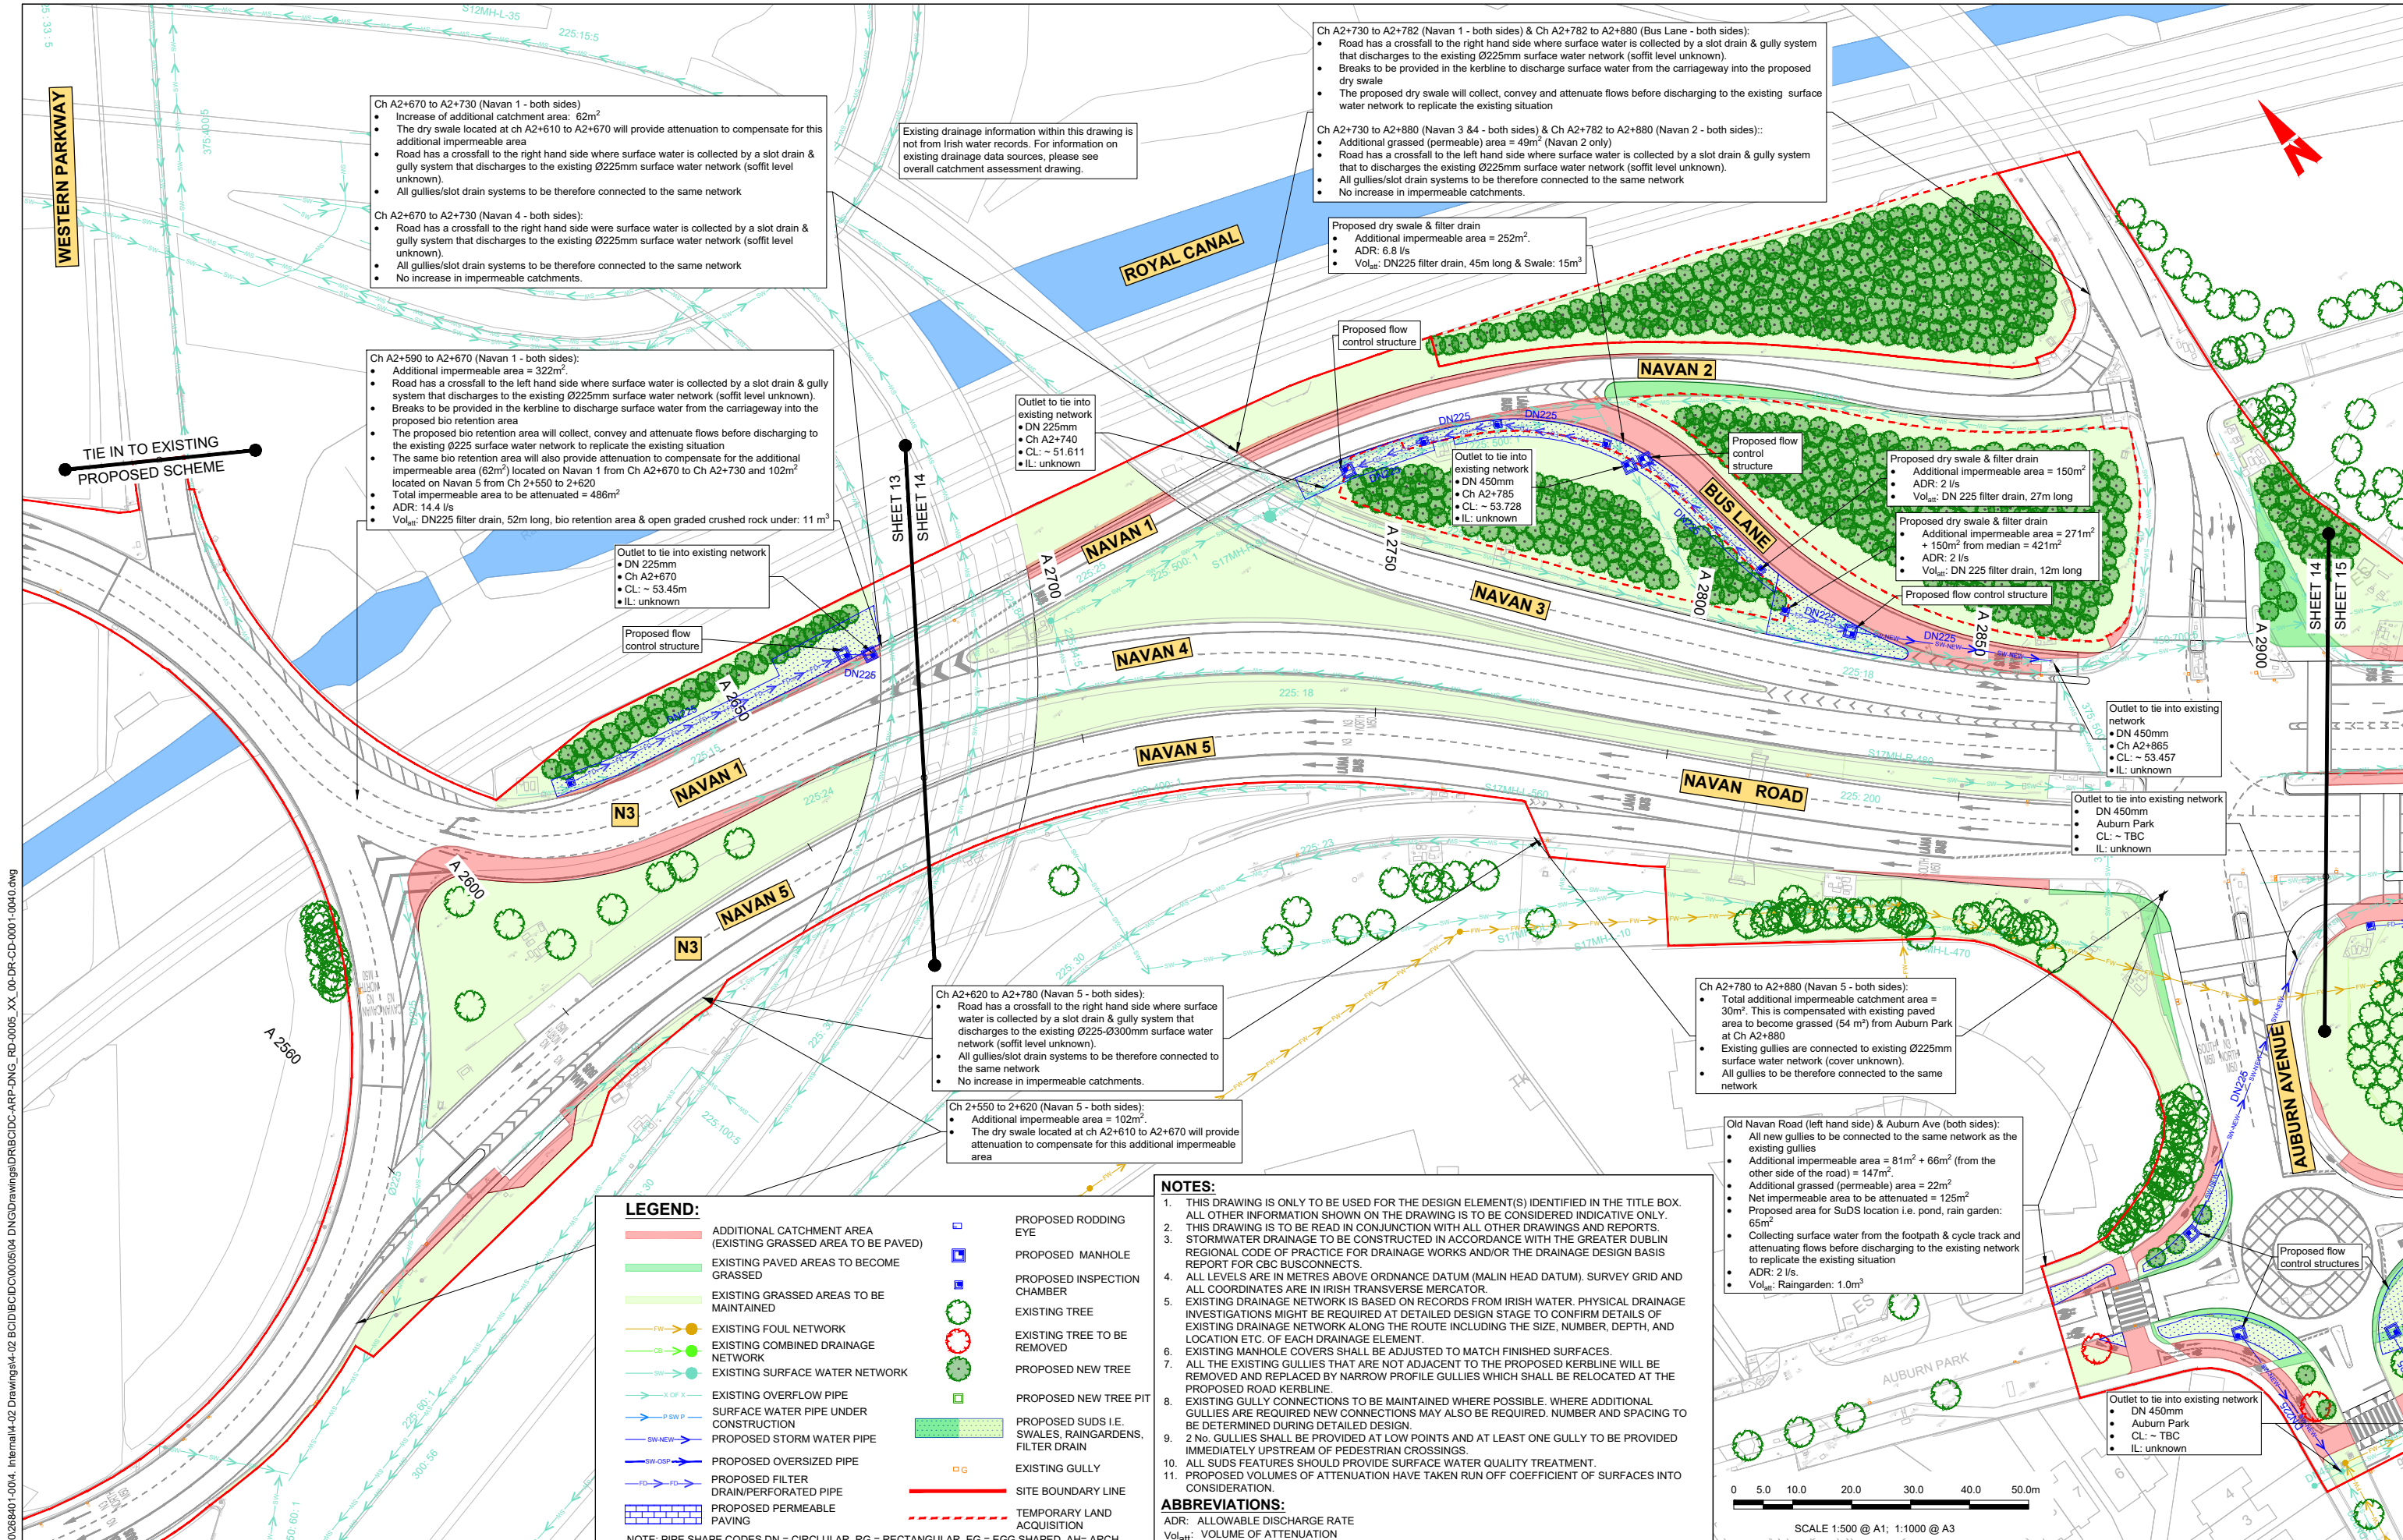 WESTERN PARKWAY
Ch A2+670 to A2+730 (Navan 1 - both sides)
• Increase of additional catchment area: 62m²
• The dry swale located at ch A2+610 to A2+670 will provide attenuation to compensate for this
additional impermeable area
• Road has a crossfall to the right hand side where surface water is collected by a slot drain &
gully system that discharges to the existing Ø225mm surface water network (soffit level
unknown).
• All gullies/slot drain systems to be therefore connected to the same network
Ch A2+670 to A2+730 (Navan 4 - both sides):
• Road has a crossfall to the right hand side were surface water is collected by a slot drain &
gully system that discharges to the existing Ø225mm surface water network (soffit level
unknown).
• All gullies/slot drain systems to be therefore connected to the same network
• No increase in impermeable catchments.
Existing drainage information within this drawing is
not from Irish water records. For information on
existing drainage data sources, please see
overall catchment assessment drawing.
Ch A2+730 to A2+782 (Navan 1 - both sides) & Ch A2+782 to A2+880 (Bus Lane - both sides):
• Road has a crossfall to the right hand side where surface water is collected by a slot drain & gully system
that discharges to the existing Ø225mm surface water network (soffit level unknown).
• Breaks to be provided in the kerbline to discharge surface water from the carriageway into the proposed
dry swale
• The proposed dry swale will collect, convey and attenuate flows before discharging to the existing surface
water network to replicate the existing situation
Ch A2+730 to A2+880 (Navan 3 &4 - both sides) & Ch A2+782 to A2+880 (Navan 2 - both sides)::
• Additional grassed (permeable) area = 49m² (Navan 2 only)
• Road has a crossfall to the left hand side where surface water is collected by a slot drain & gully system
that to discharges the existing Ø225mm surface water network (soffit level unknown).
• All gullies/slot drain systems to be therefore connected to the same network
• No increase in impermeable catchments.
Proposed dry swale & filter drain
• Additional impermeable area = 252m².
• ADR: 6.8 l/s
• Volatt: DN225 filter drain, 45m long & Swale: 15m³
ROYAL CANAL
N
Proposed flow
control structure
NAVAN 2
Ch A2+590 to A2+670 (Navan 1 - both sides):
• Additional impermeable area = 322m².
• Road has a crossfall to the left hand side where surface water is collected by a slot drain & gully
system that discharges to the existing Ø225mm surface water network (soffit level unknown).
• Breaks to be provided in the kerbline to discharge surface water from the carriageway into the
proposed bio retention area
• The proposed bio retention area will collect, convey and attenuate flows before discharging to
the existing Ø225 surface water network to replicate the existing situation
• The same bio retention area will also provide attenuation to compensate for the additional
impermeable area (62m²) located on Navan 1 from Ch A2+670 to Ch A2+730 and 102m²
located on Navan 5 from Ch 2+550 to 2+620
• Total impermeable area to be attenuated = 486m²
• ADR: 14.4 l/s
• Volatt: DN225 filter drain, 52m long, bio retention area & open graded crushed rock under: 11 m³
TIE IN TO EXISTING
PROPOSED SCHEME
Outlet to tie into
existing network
• DN 225mm
• Ch A2+740
• CL: ~ 51.611
• IL: unknown
Outlet to tie into
existing network
• DN 450mm
• Ch A2+785
• CL: ~ 53.728
• IL: unknown
Proposed flow
control
structure
Proposed dry swale & filter drain
• Additional impermeable area = 150m²
• ADR: 2 l/s
• Volatt: DN 225 filter drain, 27m long
Proposed dry swale & filter drain
• Additional impermeable area = 271m²
+ 150m² from median = 421m²
• ADR: 2 l/s
• Volatt: DN 225 filter drain, 12m long
Proposed flow control structure
SHEET 13
SHEET 14
SHEET 14
SHEET 15
NAVAN 1
BUS LANE
NAVAN 3
NAVAN 4
NAVAN 5
NAVAN ROAD
A 2700
A 2750
A 2800
A 2850
A 2900
Outlet to tie into existing network
• DN 225mm
• Ch A2+670
• CL: ~ 53.45m
• IL: unknown
Proposed flow
control structure
A 2650
DN225
NAVAN 1
N3
A 2600
NAVAN 5
N3
A 2560
Outlet to tie into existing
network
• DN 450mm
• Ch A2+865
• CL: ~ 53.457
• IL: unknown
Outlet to tie into existing network
• DN 450mm
• Auburn Park
• CL: ~ TBC
• IL: unknown
Ch A2+620 to A2+780 (Navan 5 - both sides):
• Road has a crossfall to the right hand side where surface
water is collected by a slot drain & gully system that
discharges to the existing Ø225-Ø300mm surface water
network (soffit level unknown).
• All gullies/slot drain systems to be therefore connected to
the same network
• No increase in impermeable catchments.
Ch 2+550 to 2+620 (Navan 5 - both sides):
• Additional impermeable area = 102m².
• The dry swale located at ch A2+610 to A2+670 will provide
attenuation to compensate for this additional impermeable
area
Ch A2+780 to A2+880 (Navan 5 - both sides):
• Total additional impermeable catchment area =
30m². This is compensated with existing paved
area to become grassed (54 m²) from Auburn Park
at Ch A2+880
• Existing gullies are connected to existing Ø225mm
surface water network (cover unknown).
• All gullies to be therefore connected to the same
network
Old Navan Road (left hand side) & Auburn Ave (both sides):
• All new gullies to be connected to the same network as the
existing gullies
• Additional impermeable area = 81m² + 66m² (from the
other side of the road) = 147m².
• Additional grassed (permeable) area = 22m²
• Net impermeable area to be attenuated = 125m²
• Proposed area for SuDS location i.e. pond, rain garden:
65m²
• Collecting surface water from the footpath & cycle track and
attenuating flows before discharging to the existing network
to replicate the existing situation
• ADR: 2 l/s.
• Volatt: Raingarden: 1.0m³
AUBURN AVENUE
Proposed flow
control structures
AUBURN PARK
Outlet to tie into existing network
• DN 450mm
• Auburn Park
• CL: ~ TBC
• IL: unknown
LEGEND:
ADDITIONAL CATCHMENT AREA
(EXISTING GRASSED AREA TO BE PAVED)
EXISTING PAVED AREAS TO BECOME
GRASSED
EXISTING GRASSED AREAS TO BE
MAINTAINED
EXISTING FOUL NETWORK
EXISTING COMBINED DRAINAGE
NETWORK
EXISTING SURFACE WATER NETWORK
EXISTING OVERFLOW PIPE
SURFACE WATER PIPE UNDER
CONSTRUCTION
PROPOSED STORM WATER PIPE
PROPOSED OVERSIZED PIPE
PROPOSED FILTER
DRAIN/PERFORATED PIPE
PROPOSED PERMEABLE
PAVING
PROPOSED RODDING
EYE
PROPOSED MANHOLE
PROPOSED INSPECTION
CHAMBER
EXISTING TREE
EXISTING TREE TO BE
REMOVED
PROPOSED NEW TREE
PROPOSED NEW TREE PIT
PROPOSED SUDS I.E.
SWALES, RAINGARDENS,
FILTER DRAIN
EXISTING GULLY
SITE BOUNDARY LINE
TEMPORARY LAND
ACQUISITION
NOTE: PIPE SHAPE CODES DN = CIRCULAR, RG = RECTANGULAR, EG = EGG SHAPED, AH= ARCH
NOTES:
1. THIS DRAWING IS ONLY TO BE USED FOR THE DESIGN ELEMENT(S) IDENTIFIED IN THE TITLE BOX.
ALL OTHER INFORMATION SHOWN ON THE DRAWING IS TO BE CONSIDERED INDICATIVE ONLY.
2. THIS DRAWING IS TO BE READ IN CONJUNCTION WITH ALL OTHER DRAWINGS AND REPORTS.
3. STORMWATER DRAINAGE TO BE CONSTRUCTED IN ACCORDANCE WITH THE GREATER DUBLIN
REGIONAL CODE OF PRACTICE FOR DRAINAGE WORKS AND/OR THE DRAINAGE DESIGN BASIS
REPORT FOR CBC BUSCONNECTS.
4. ALL LEVELS ARE IN METRES ABOVE ORDNANCE DATUM (MALIN HEAD DATUM). SURVEY GRID AND
ALL COORDINATES ARE IN IRISH TRANSVERSE MERCATOR.
5. EXISTING DRAINAGE NETWORK IS BASED ON RECORDS FROM IRISH WATER. PHYSICAL DRAINAGE
INVESTIGATIONS MIGHT BE REQUIRED AT DETAILED DESIGN STAGE TO CONFIRM DETAILS OF
EXISTING DRAINAGE NETWORK ALONG THE ROUTE INCLUDING THE SIZE, NUMBER, DEPTH, AND
LOCATION ETC. OF EACH DRAINAGE ELEMENT.
6. EXISTING MANHOLE COVERS SHALL BE ADJUSTED TO MATCH FINISHED SURFACES.
7. ALL THE EXISTING GULLIES THAT ARE NOT ADJACENT TO THE PROPOSED KERBLINE WILL BE
REMOVED AND REPLACED BY NARROW PROFILE GULLIES WHICH SHALL BE RELOCATED AT THE
PROPOSED ROAD KERBLINE.
8. EXISTING GULLY CONNECTIONS TO BE MAINTAINED WHERE POSSIBLE. WHERE ADDITIONAL
GULLIES ARE REQUIRED NEW CONNECTIONS MAY ALSO BE REQUIRED. NUMBER AND SPACING TO
BE DETERMINED DURING DETAILED DESIGN.
9. 2 No. GULLIES SHALL BE PROVIDED AT LOW POINTS AND AT LEAST ONE GULLY TO BE PROVIDED
IMMEDIATELY UPSTREAM OF PEDESTRIAN CROSSINGS.
10. ALL SUDS FEATURES SHOULD PROVIDE SURFACE WATER QUALITY TREATMENT.
11. PROPOSED VOLUMES OF ATTENUATION HAVE TAKEN RUN OFF COEFFICIENT OF SURFACES INTO
CONSIDERATION.
ABBREVIATIONS:
ADR: ALLOWABLE DISCHARGE RATE
Volatt: VOLUME OF ATTENUATION
0 5.0 10.0 20.0 30.0 40.0 50.0m
SCALE 1:500 @ A1; 1:1000 @ A3